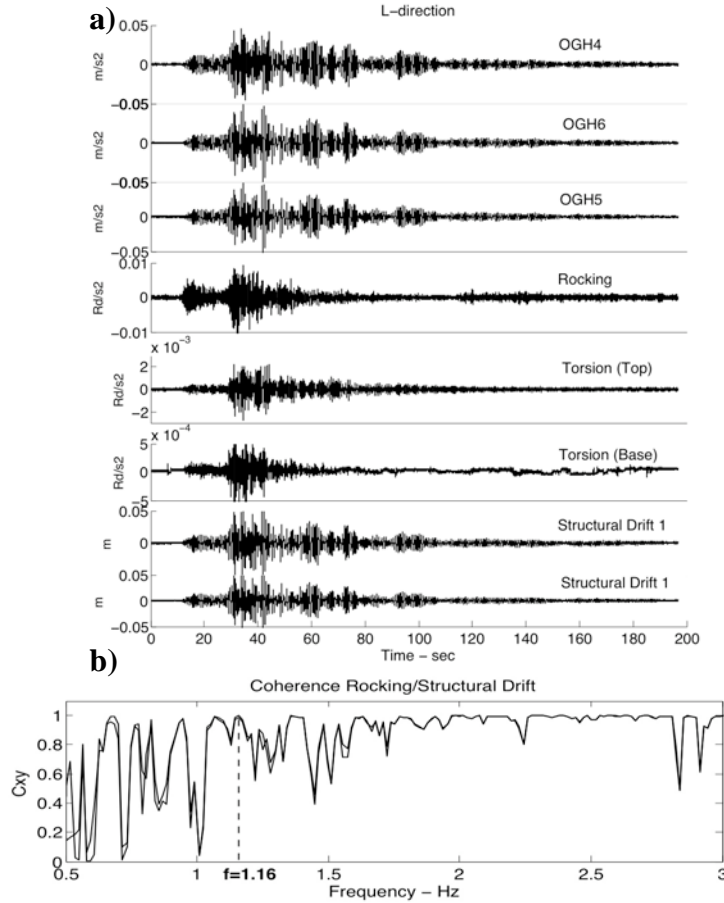 a)
L-direction
0.05
0
-0.05
m/s2
OGH4
0
-0.05
m/s2
OGH6
0
-0.05
m/s2
OGH5
0.01
0
-0.01
Rd/s2
Rocking
x 10⁻³
2
0
-2
Rd/s2
Torsion (Top)
x 10⁻⁴
5
0
-5
Rd/s2
Torsion (Base)
0.05
0
m
Structural Drift 1
0.05
0
-0.05
m
Structural Drift 1
0 20 40 60 80 100 120 140 160 180 200
Time - sec
b)
Coherence Rocking/Structural Drift
1
0.8
0.6
0.4
0.2
0
Cxy
0.5 1 f=1.16 1.5 2 2.5 3
Frequency - Hz